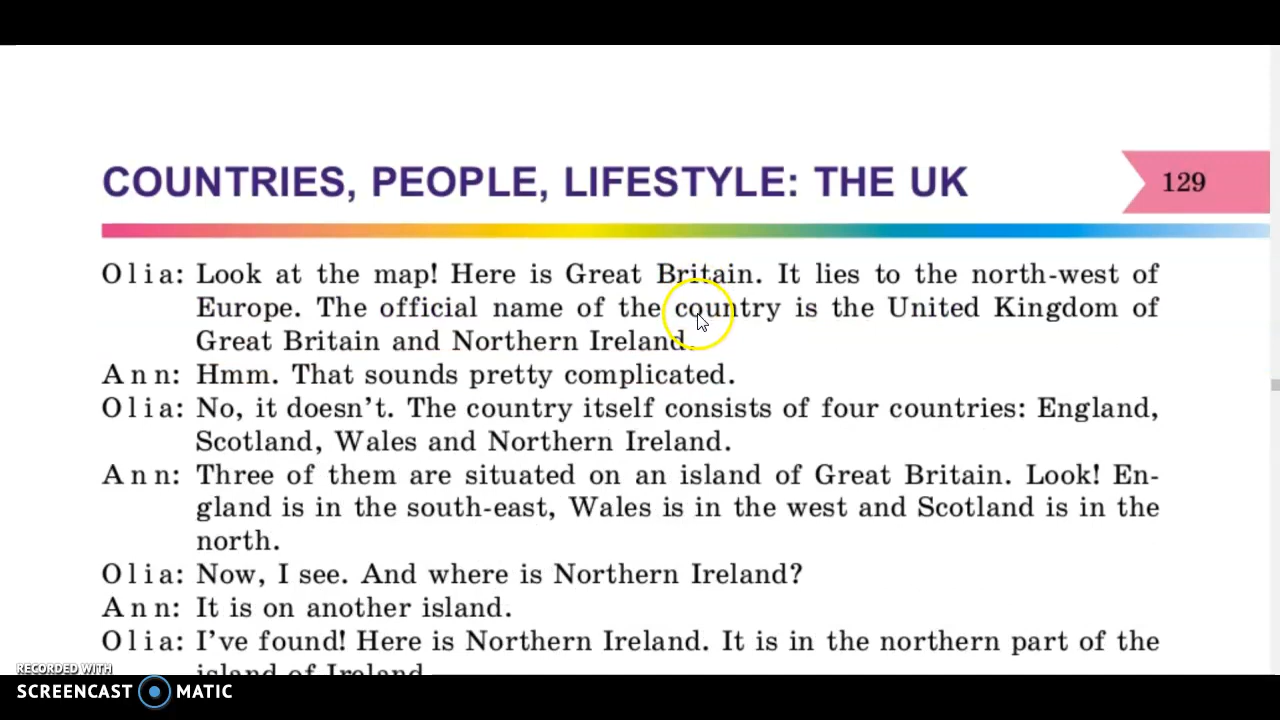 COUNTRIES, PEOPLE, LIFESTYLE: THE UK 129
Olia: Look at the map! Here is Great Britain. It lies to the north-west of
Europe. The official name of the country is the United Kingdom of
Great Britain and Northern Ireland.
Ann: Hmm. That sounds pretty complicated.
Olia: No, it doesn't. The country itself consists of four countries: England,
Scotland, Wales and Northern Ireland.
Ann: Three of them are situated on an island of Great Britain. Look! En-
gland is in the south-east, Wales is in the west and Scotland is in the
north.
Olia: Now, I see. And where is Northern Ireland?
Ann: It is on another island.
Olia: I've found! Here is Northern Ireland. It is in the northern part of the
island of Ireland.
RECORDED WITH
SCREENCAST MATIC